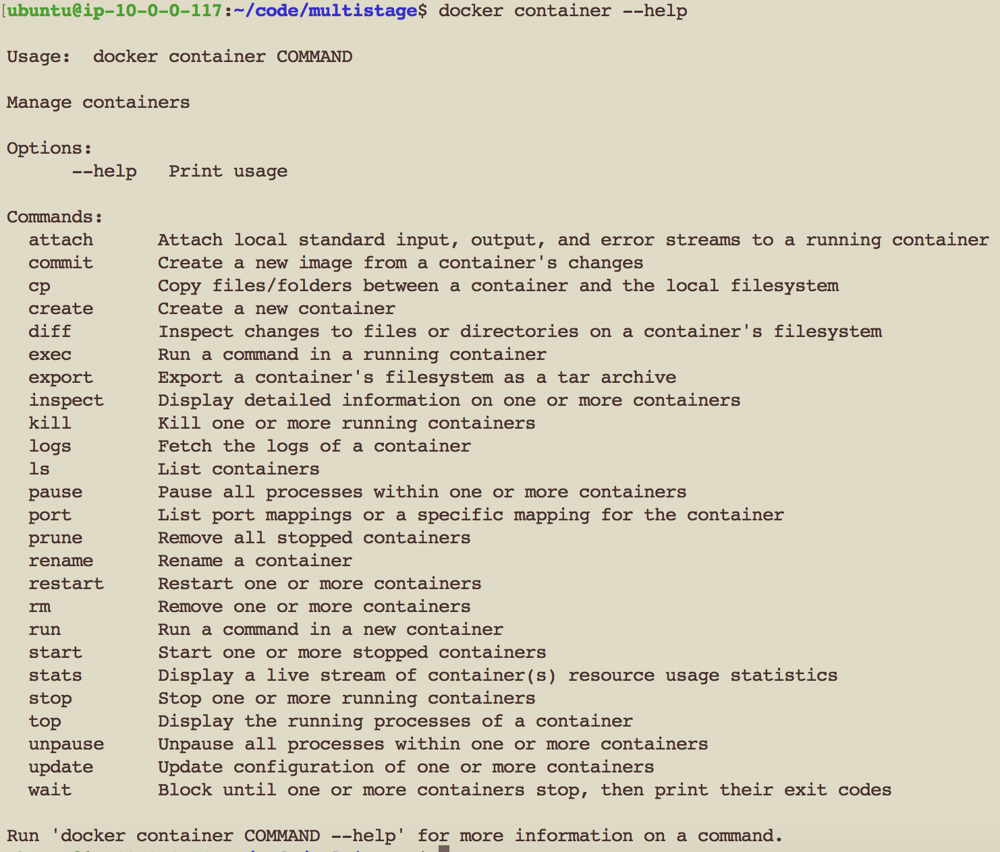 [ubuntu@ip-10-0-0-117:~/code/multistage$ docker container --help
Usage:  docker container COMMAND
Manage containers
Options:
      --help   Print usage
Commands:
  attach      Attach local standard input, output, and error streams to a running container
  commit      Create a new image from a container's changes
  cp          Copy files/folders between a container and the local filesystem
  create      Create a new container
  diff        Inspect changes to files or directories on a container's filesystem
  exec        Run a command in a running container
  export      Export a container's filesystem as a tar archive
  inspect     Display detailed information on one or more containers
  kill        Kill one or more running containers
  logs        Fetch the logs of a container
  ls          List containers
  pause       Pause all processes within one or more containers
  port        List port mappings or a specific mapping for the container
  prune       Remove all stopped containers
  rename      Rename a container
  restart     Restart one or more containers
  rm          Remove one or more containers
  run         Run a command in a new container
  start       Start one or more stopped containers
  stats       Display a live stream of container(s) resource usage statistics
  stop        Stop one or more running containers
  top         Display the running processes of a container
  unpause     Unpause all processes within one or more containers
  update      Update configuration of one or more containers
  wait        Block until one or more containers stop, then print their exit codes
Run 'docker container COMMAND --help' for more information on a command.